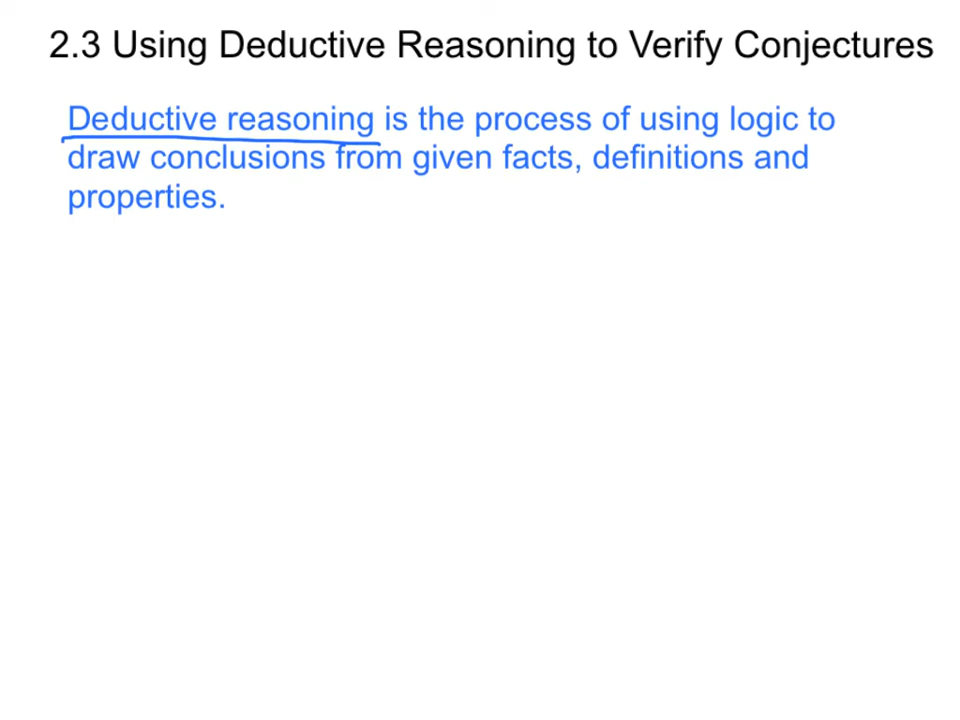 2.3 Using Deductive Reasoning to Verify Conjectures
Deductive reasoning is the process of using logic to
draw conclusions from given facts, definitions and
properties.